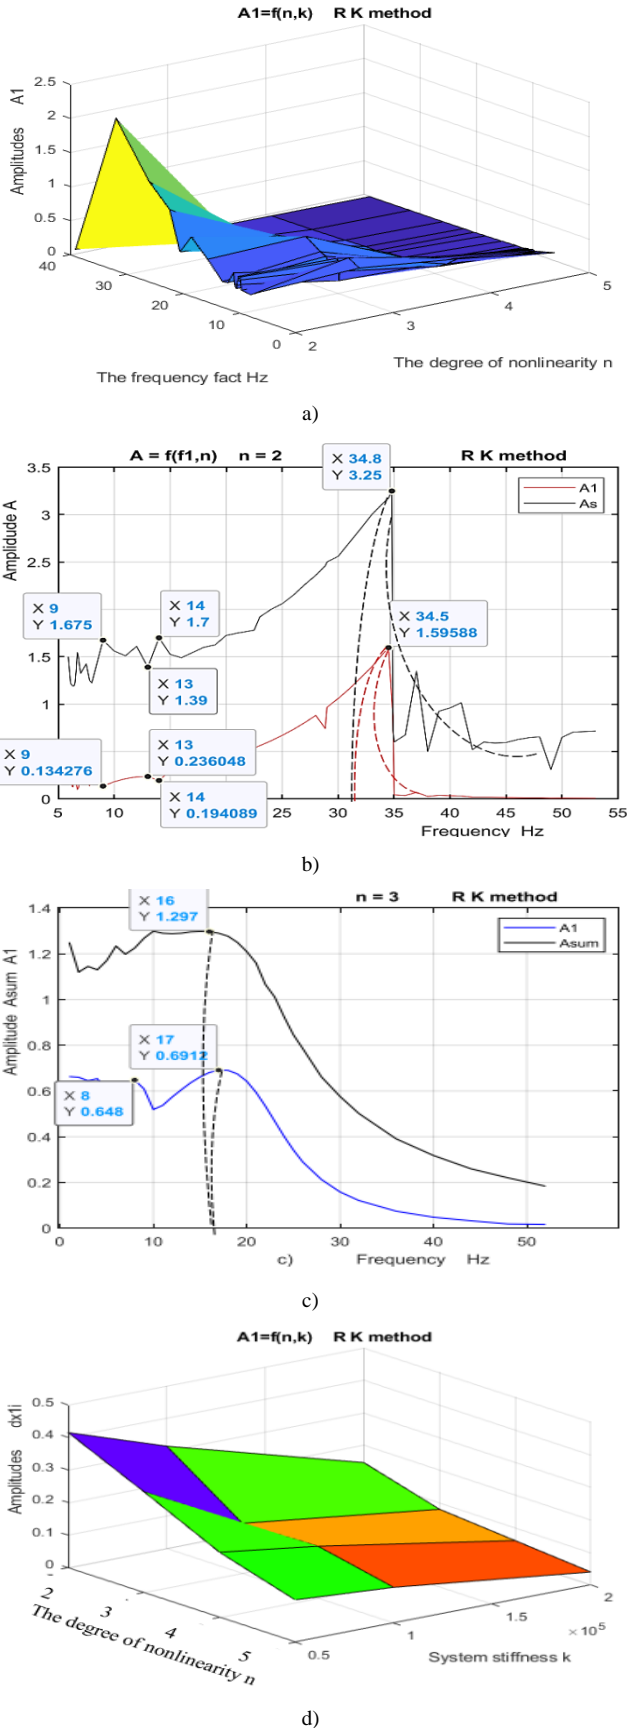 A1=f(n,k) R K method
2.5
2
1.5
1
0.5
0
Amplitudes A1
40
30
20
10
0
2
3
4
5
The frequency fact Hz
The degree of nonlinearity n
a)
A = f(f1,n) n = 2 R K method
X 34.8
Y 3.25
A1
As
X 9
Y 1.675
X 14
Y 1.7
X 34.5
Y 1.59588
X 13
Y 1.39
X 9
Y 0.134276
X 13
Y 0.236048
X 14
Y 0.194089
3.5
3
2.5
2
1.5
1
0
Amplidude A
5
10
25
30
35
40
45
50
55
Frequency Hz
b)
n = 3 R K method
X 16
Y 1.297
A1
Asum
X 17
Y 0.6912
X 8
Y 0.648
1.4
1.2
1
0.8
0.6
0.4
0.2
0
Amplitude Asum A1
0
10
20
30
40
50
c) Frequency Hz
c)
A1=f(n,k) R K method
0.5
0.4
0.3
0.2
0.1
0
Amplitudes dx1i
2
3
4
5
The degree of nonlinearity n
0.5
1
1.5
2
×10^5
System stiffness k
d)